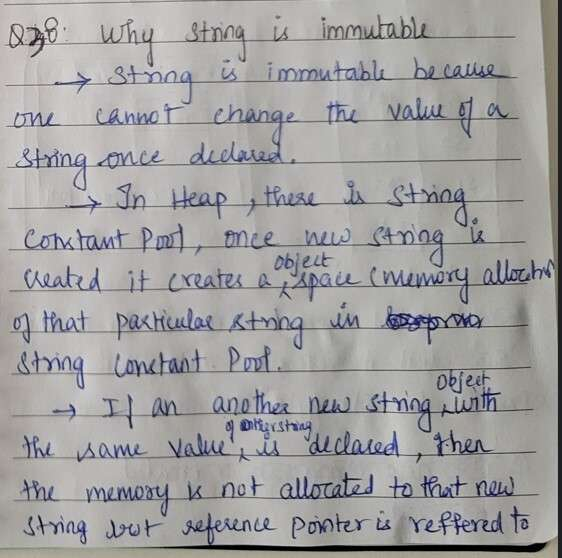 Q38: Why string is immutable
→ String is immutable because
one cannot change the value of a
string once declared.
→ In Heap, there is string
Constant Pool, once new string is
created it creates a object space (memory allocatn
of that particular string in
String Constant Pool.
→ If an another new string object with
the same value of string is declared, then
the memory is not allocated to that new
string but reference pointer is reffered to